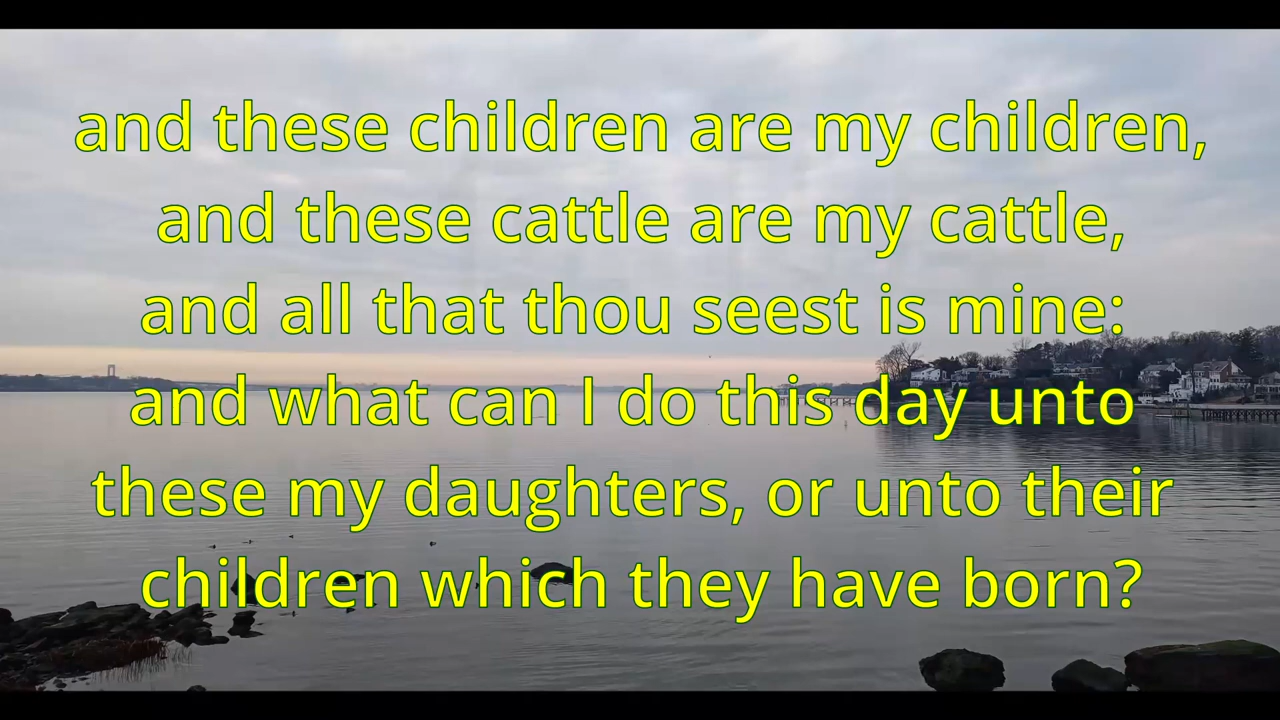 and these children are my children,
and these cattle are my cattle,
and all that thou seest is mine:
and what can I do this day unto
these my daughters, or unto their
children which they have born?